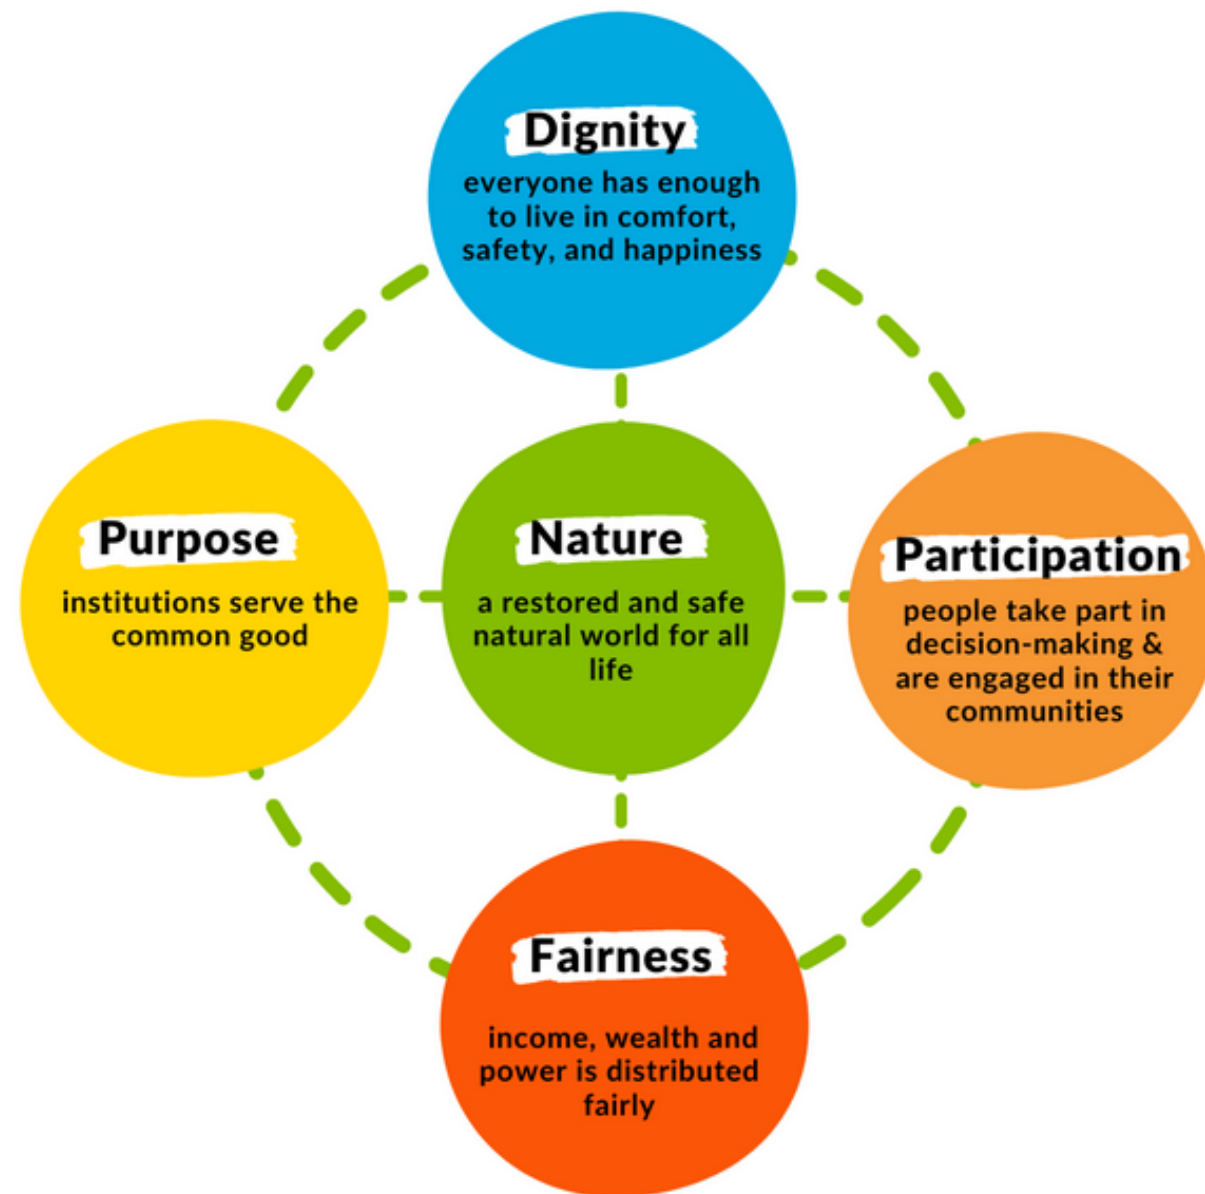 Dignity
everyone has enough
to live in comfort,
safety, and happiness
Purpose
institutions serve the
common good
Nature
a restored and safe
natural world for all
life
Participation
people take part in
decision-making &
are engaged in their
communities
Fairness
income, wealth and
power is distributed
fairly